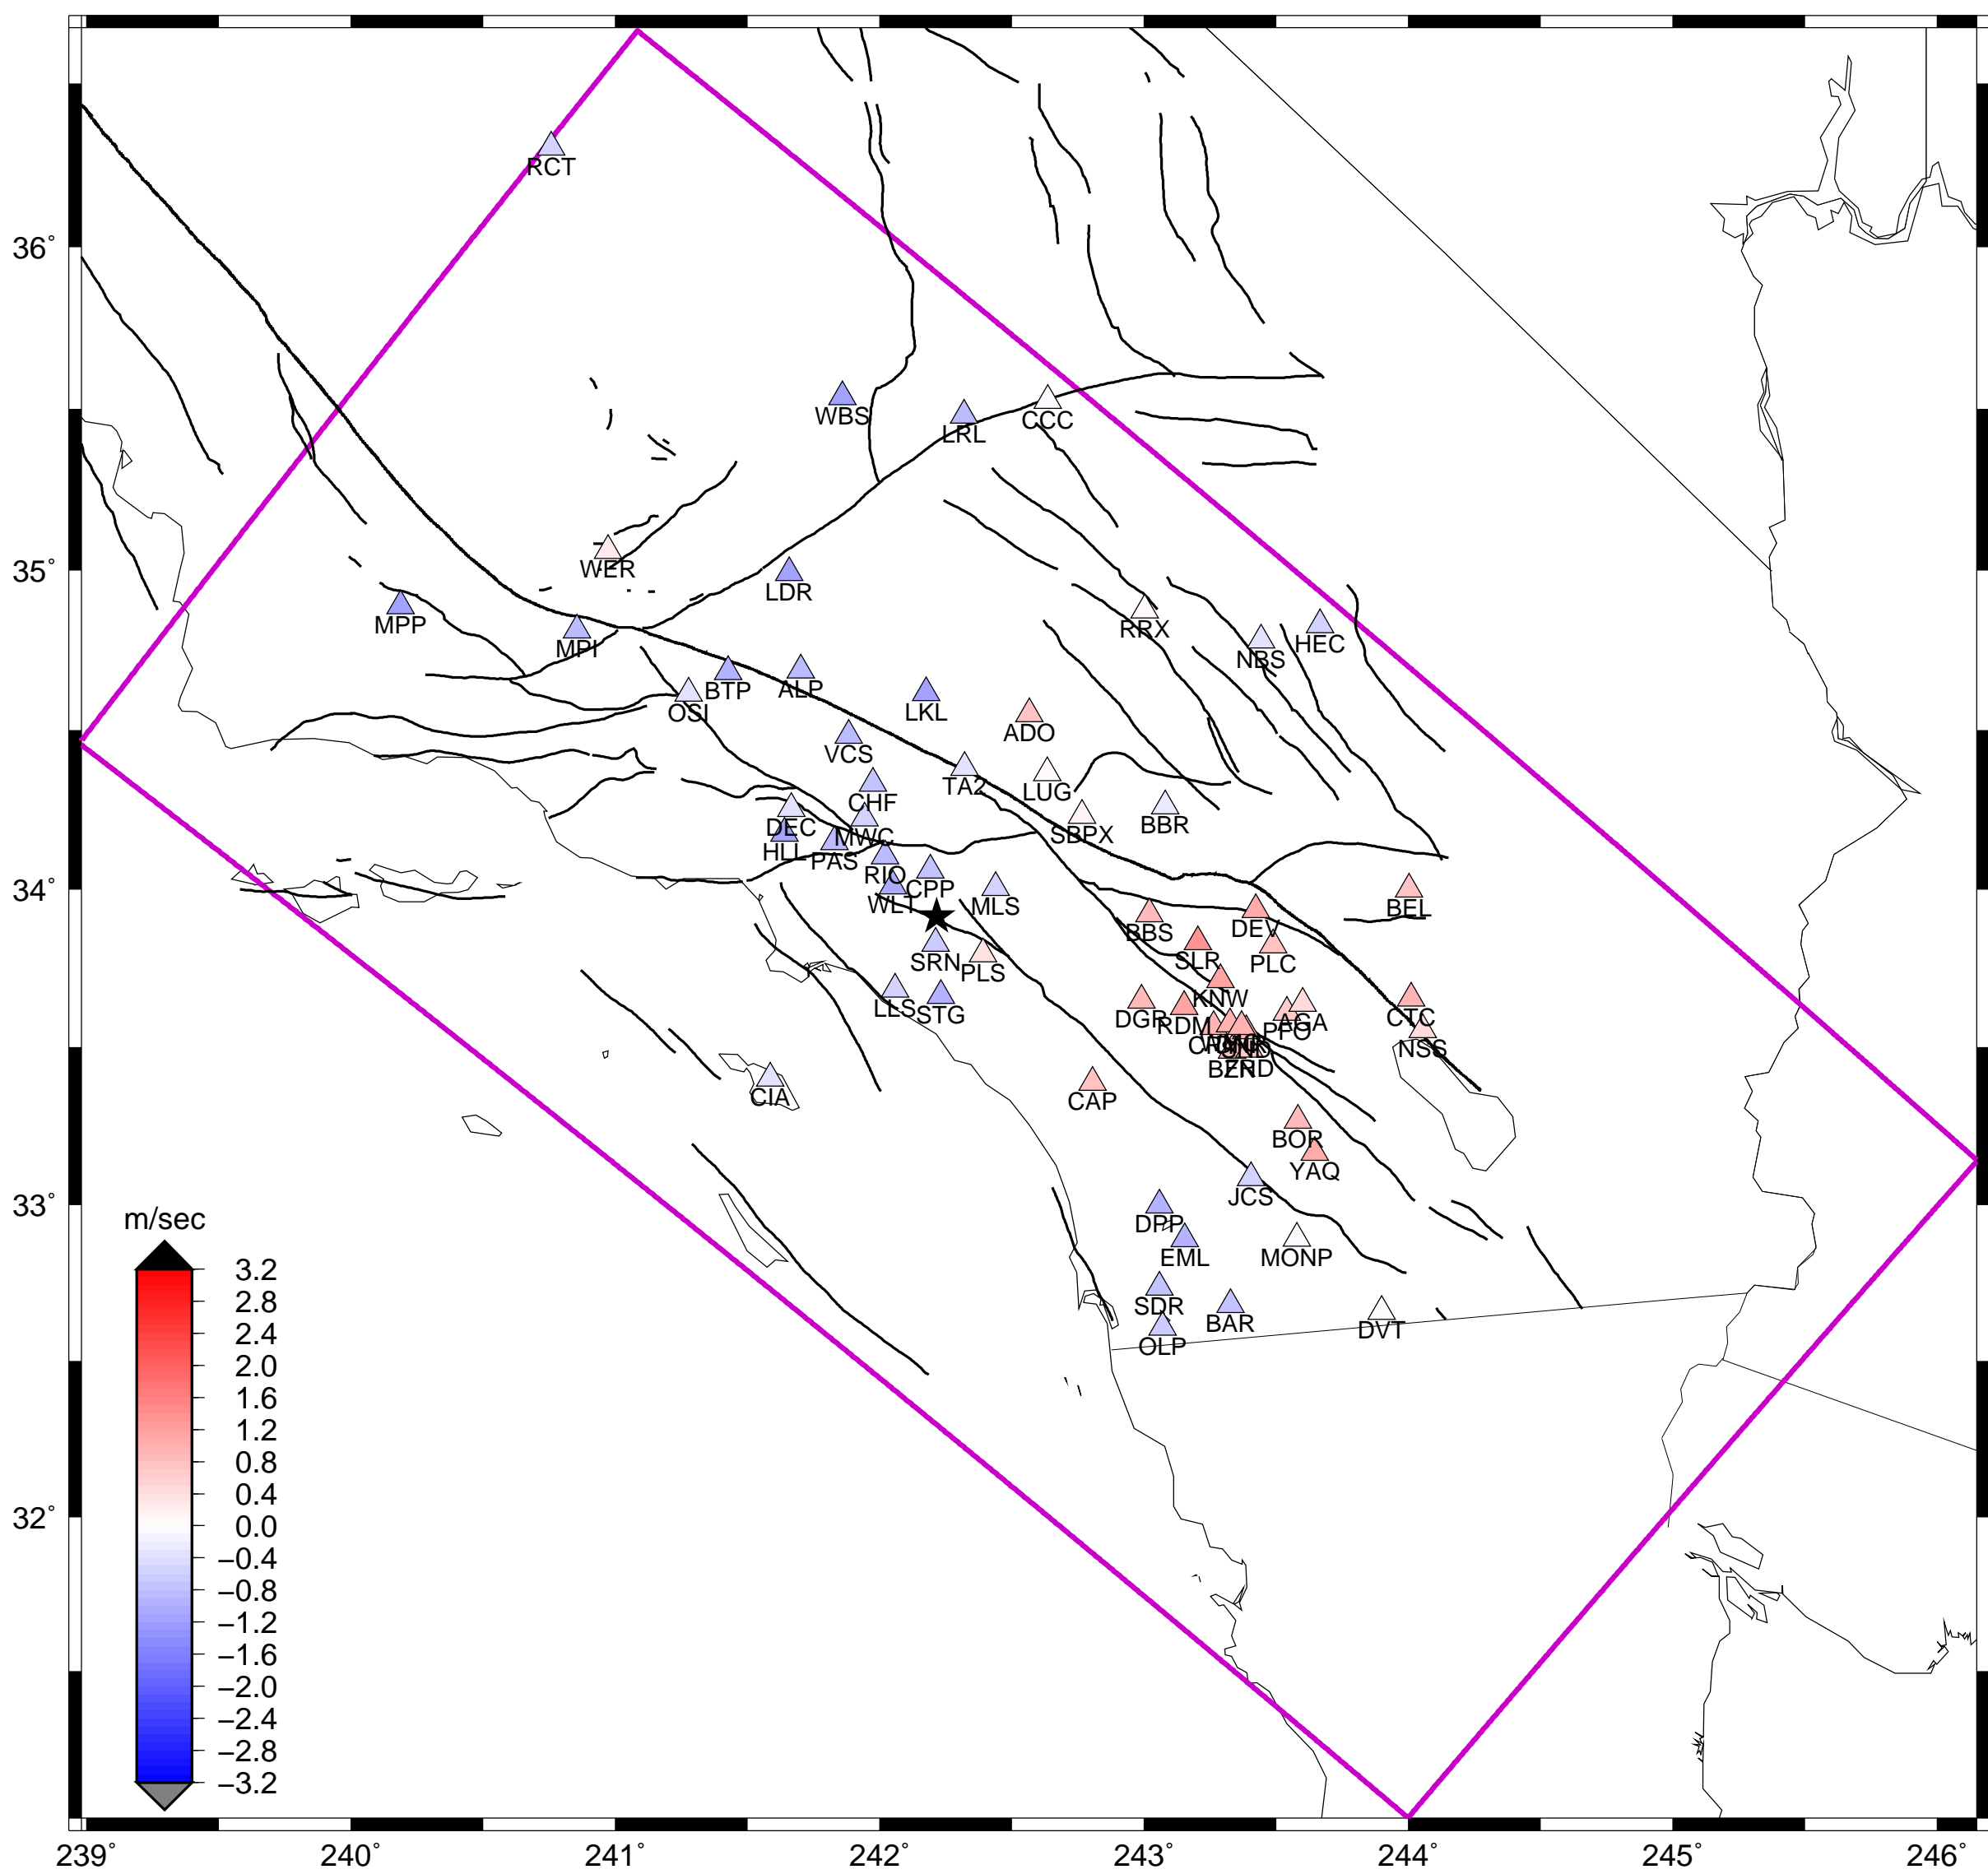 RCT
36°
WBS
LRL
CCC
35°
WER
LDR
MPP
MPI
RRX
NBS
HEC
OSI
BTP
ALP
LKL
ADO
VCS
TA2
LUG
CHF
DEC
MWC
SBPX
BBR
HLL
PAS
34°
RIO
CPP
WLT
MLS
BEL
BBS
DEV
SRN
PLS
SLR
PLC
LLS
STG
KNW
DGR
RDM
PFO
AGA
CTC
NSS
BZN
FRD
CIA
CAP
BOR
YAQ
33°
JCS
DPP
EML
MONP
SDR
BAR
OLP
DVT
m/sec
3.2
2.8
2.4
2.0
1.6
1.2
0.8
0.4
0.0
−0.4
−0.8
−1.2
−1.6
−2.0
−2.4
−2.8
−3.2
32°
239° 240° 241° 242° 243° 244° 245° 246°